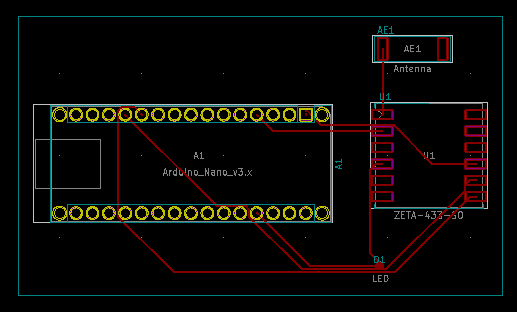 AE1
AE1
Antenna
U1
A1
A1
U1
Arduino_Nano_v3.x
ZETA-433-SO
D1
LED